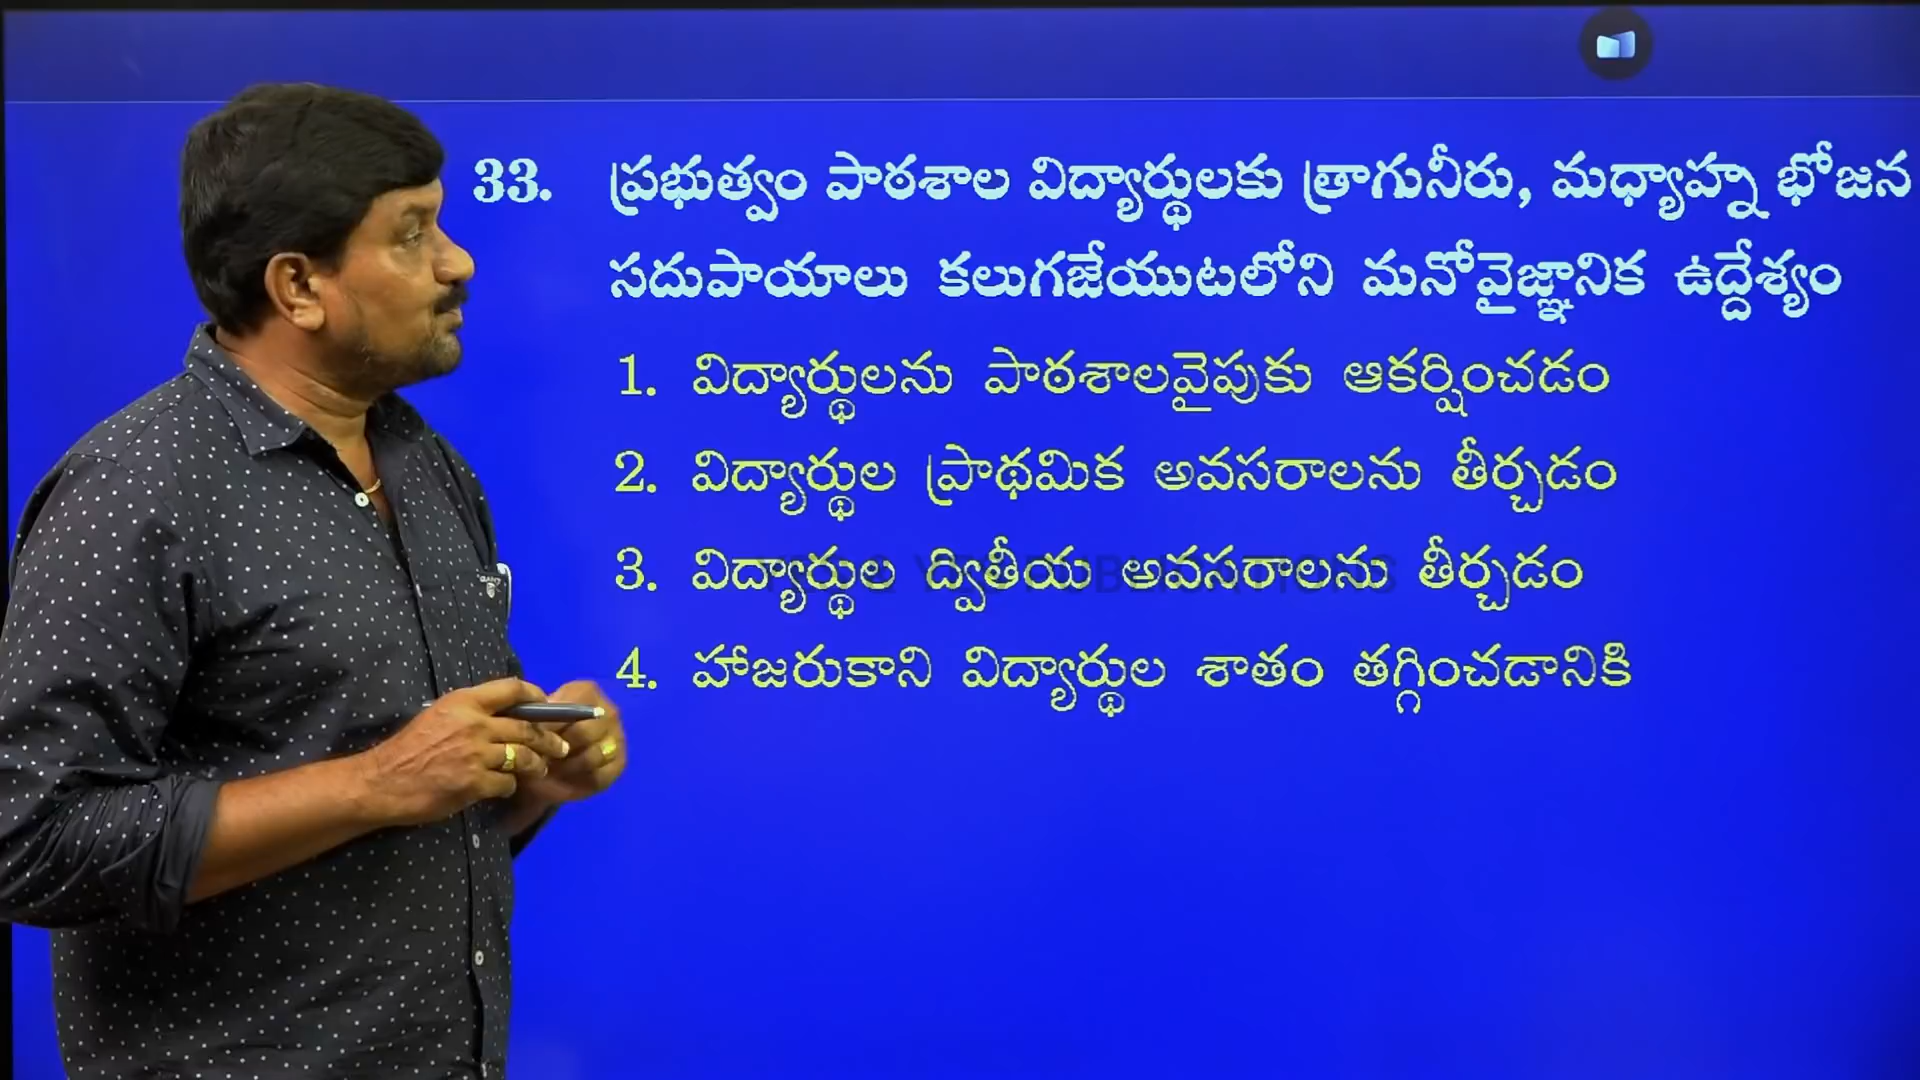 33. ప్రభుత్వం పాఠశాల విద్యార్థులకు త్రాగునీరు, మధ్యాహ్న భోజన
సదుపాయాలు కలుగజేయుటలోని మనోవైజ్ఞానిక ఉద్దేశ్యం
1. విద్యార్థులను పాఠశాలవైపుకు ఆకర్షించడం
2. విద్యార్థుల ప్రాథమిక అవసరాలను తీర్చడం
3. విద్యార్థుల ద్వితీయ అవసరాలను తీర్చడం
4. హాజరుకాని విద్యార్థుల శాతం తగ్గించడానికి